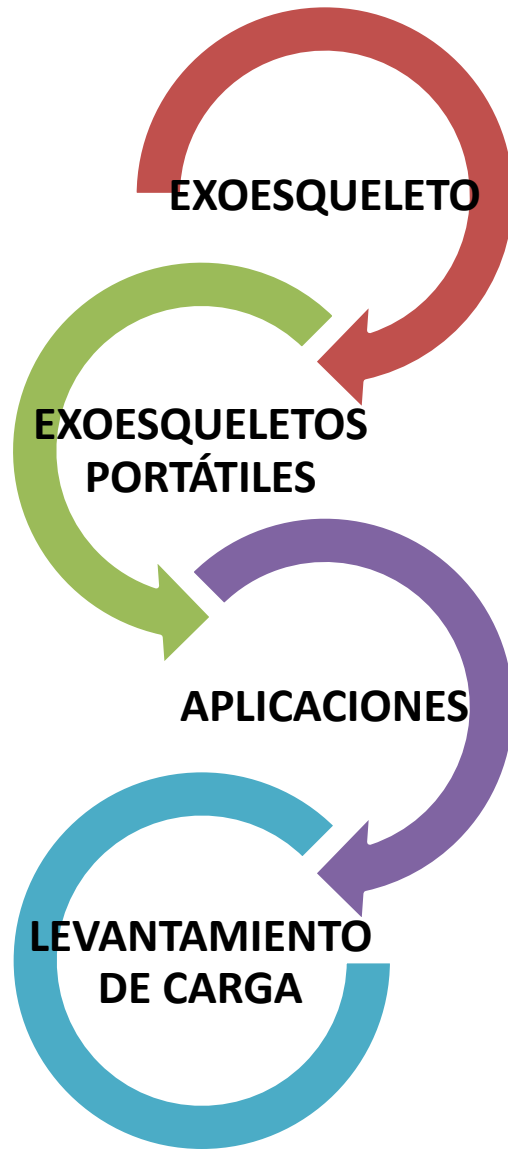 EXOESQUELETO
EXOESQUELETOS
PORTÁTILES
APLICACIONES
LEVANTAMIENTO
DE CARGA